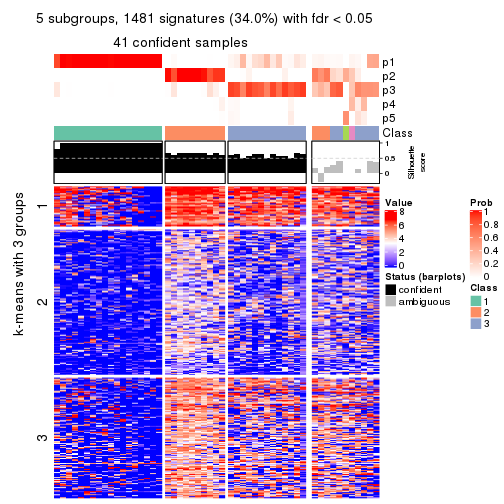 5 subgroups, 1481 signatures (34.0%) with fdr < 0.05
41 confident samples
p1
p2
p3
p4
p5
Class
1
0.5
0
Silhouette
score
k-means with 3 groups
1
2
3
Value
8
6
4
2
0
Status (barplots)
confident
ambiguous
Prob
1
0.8
0.6
0.4
0.2
0
Class
1
2
3